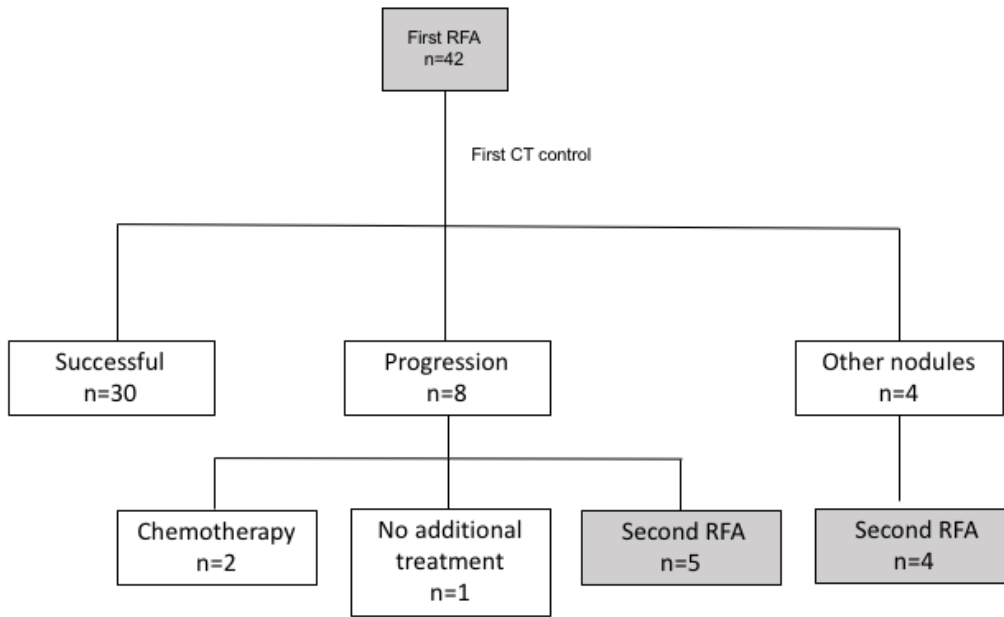 First RFA
n=42
First CT control
Successful
n=30
Progression
n=8
Other nodules
n=4
Chemotherapy
n=2
No additional
treatment
n=1
Second RFA
n=5
Second RFA
n=4